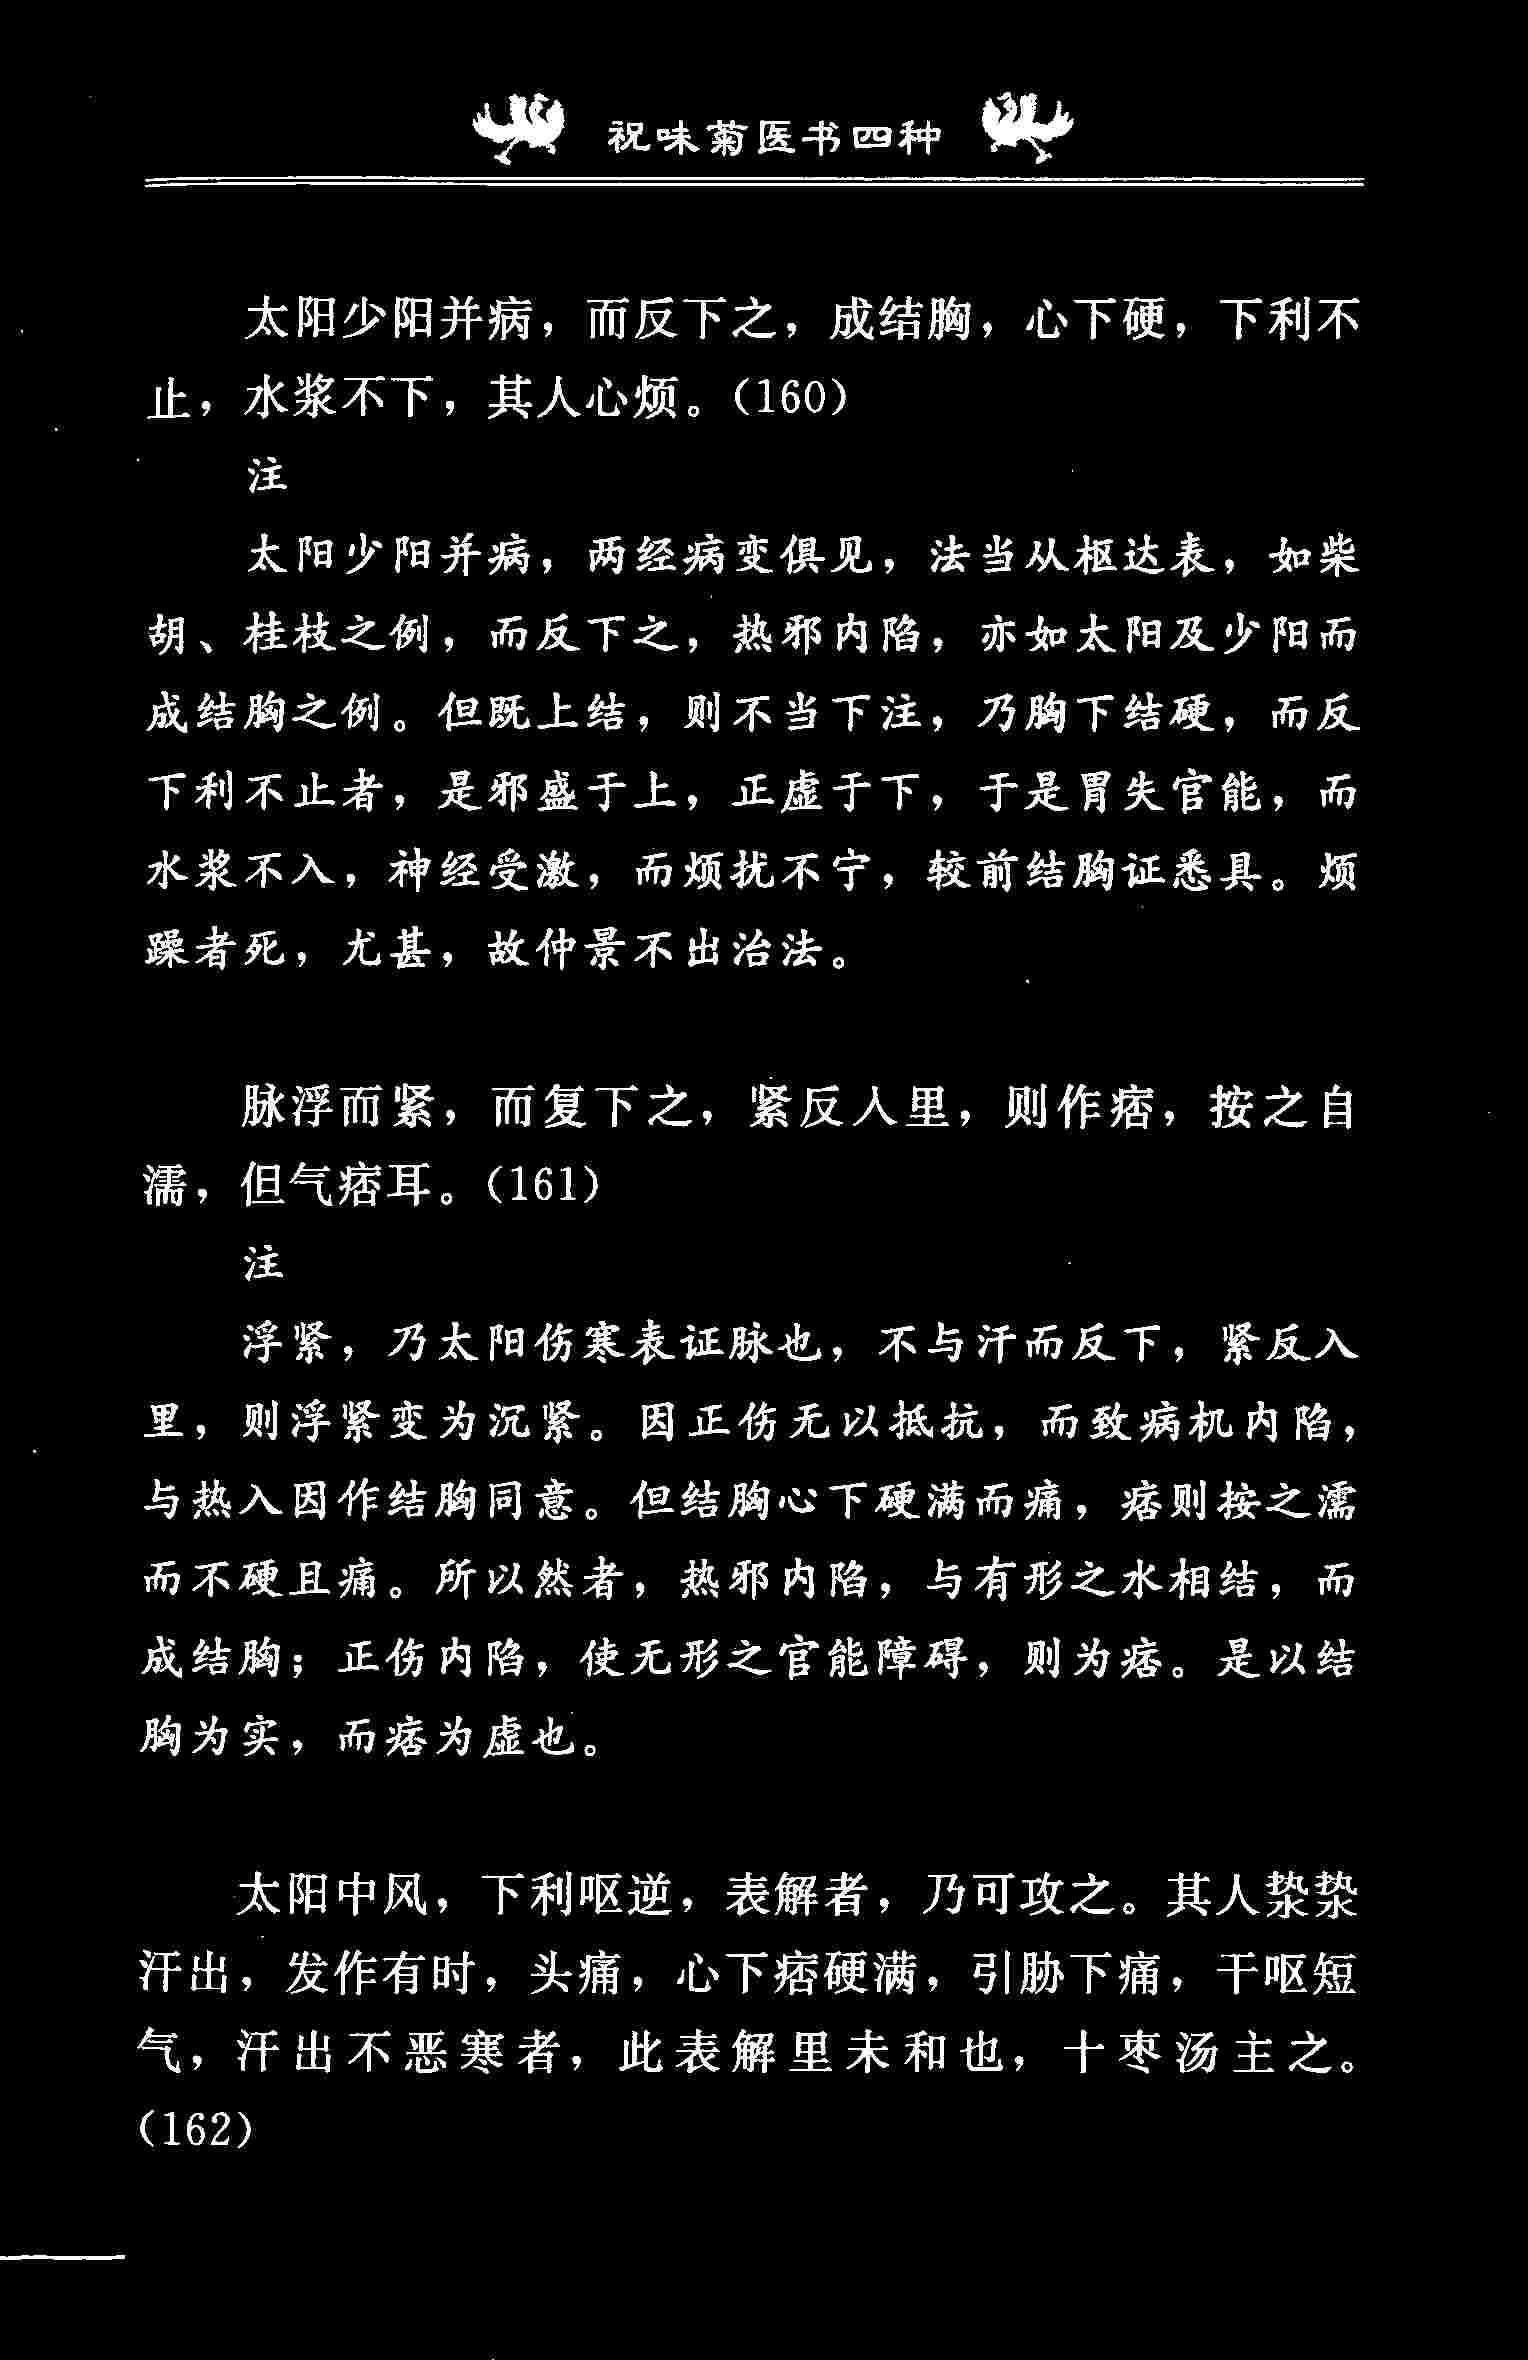 祝味菊医书四种
太阳少阳并病，而反下之，成结胸，心下硬，下利不
止，水浆不下，其人心烦。（160）
注
太阳少阳并病，两经病变俱见，法当从枢达表，如柴
胡、桂枝之例，而反下之，热邪内陷，亦如太阳及少阳而
成结胸之例。但既上结，则不当下注，乃胸下结硬，而反
下利不止者，是邪盛于上，正虚于下，于是胃失官能，而
水浆不入，神经受激，而烦扰不宁，较前结胸证悉具。烦
躁者死，尤甚，故仲景不出治法。
脉浮而紧，而复下之，紧反入里，则作痞，按之自
濡，但气痞耳。（161）
注
浮紧，乃太阳伤寒表证脉也，不与汗而反下，紧反入
里，则浮紧变为沉紧。因正伤无以抵抗，而致病机内陷，
与热入因作结胸同意。但结胸心下硬满而痛，痞则按之濡
而不硬且痛。所以然者，热邪内陷，与有形之水相结，而
成结胸；正伤内陷，使无形之官能障碍，则为痞。是以结
胸为实，而痞为虚也。
太阳中风，下利呕逆，表解者，乃可攻之。其人漐漐
汗出，发作有时，头痛，心下痞硬满，引胁下痛，干呕短
气，汗出不恶寒者，此表解里未和也，十枣汤主之。
（162）